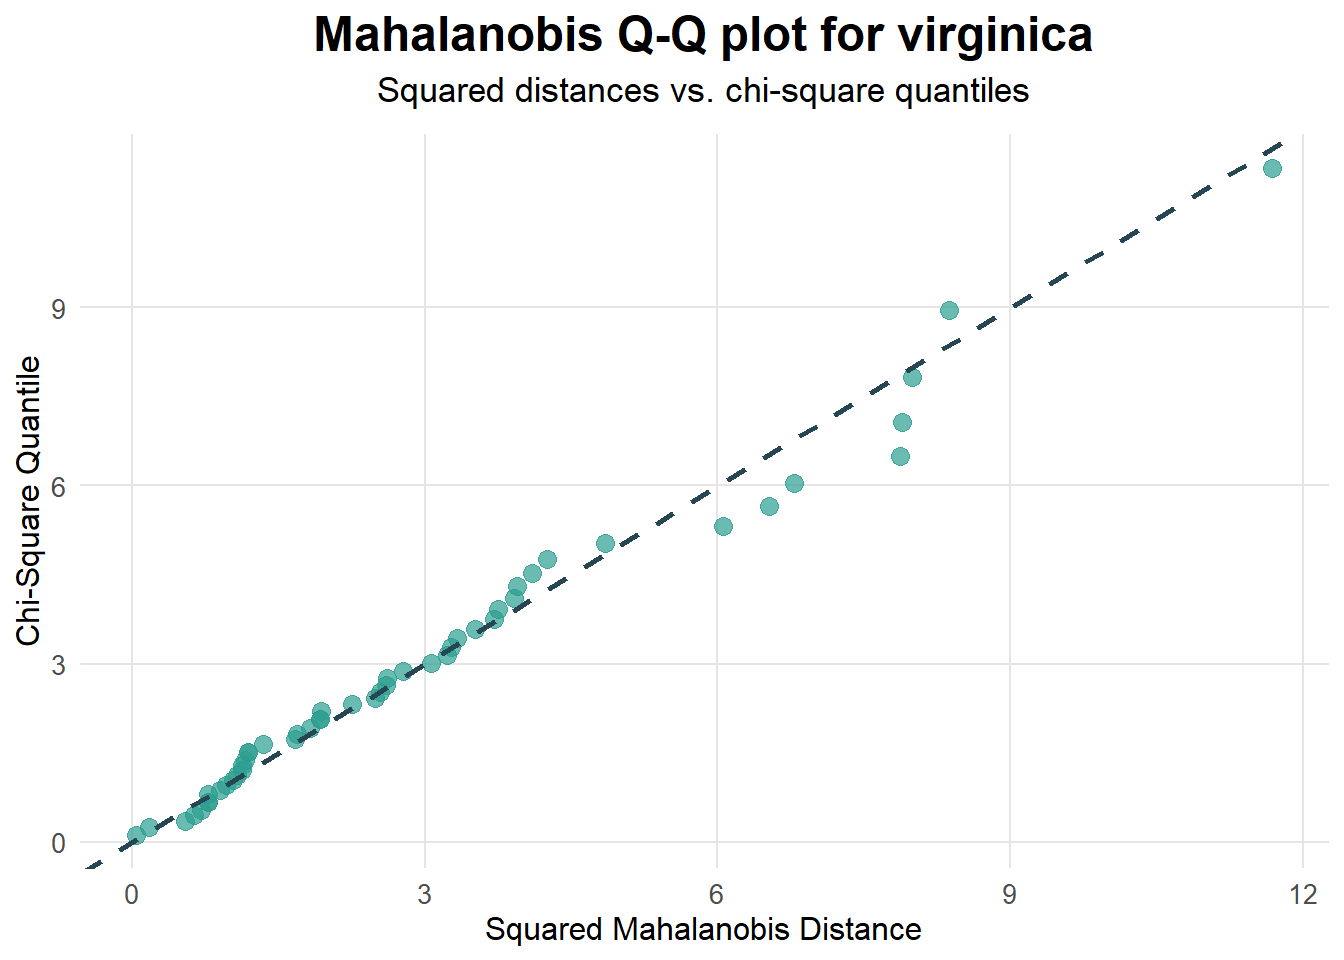 Mahalanobis Q-Q plot for virginica
Squared distances vs. chi-square quantiles
Chi-Square Quantile
9
6
3
0
0 3 6 9 12
Squared Mahalanobis Distance